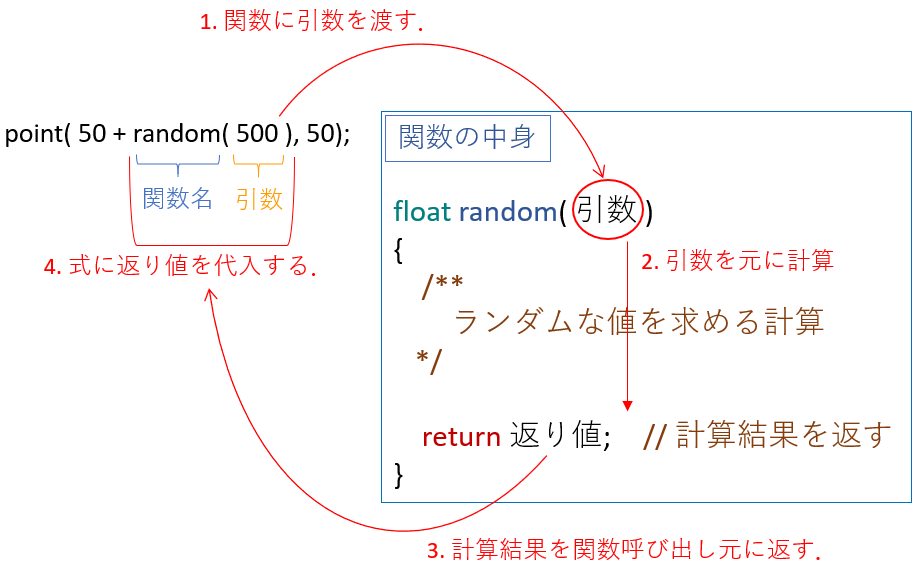 1. 関数に引数を渡す.
point( 50 + random( 500 ), 50);
関数名 引数
4. 式に返り値を代入する.
関数の中身
float random( 引数 )
{
2. 引数を元に計算
/**
ランダムな値を求める計算
*/
return 返り値; // 計算結果を返す
}
3. 計算結果を関数呼び出し元に返す.